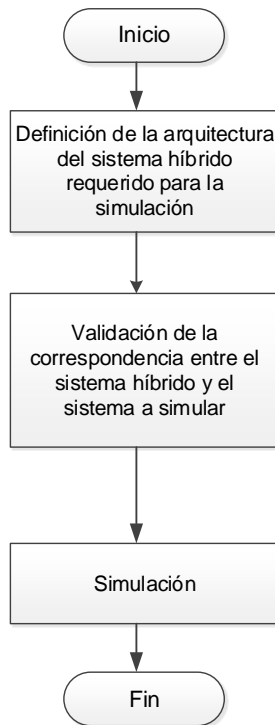 Inicio
Definición de la arquitectura
del sistema híbrido
requerido para la
simulación
Validación de la
correspondencia entre el
sistema híbrido y el
sistema a simular
Simulación
Fin